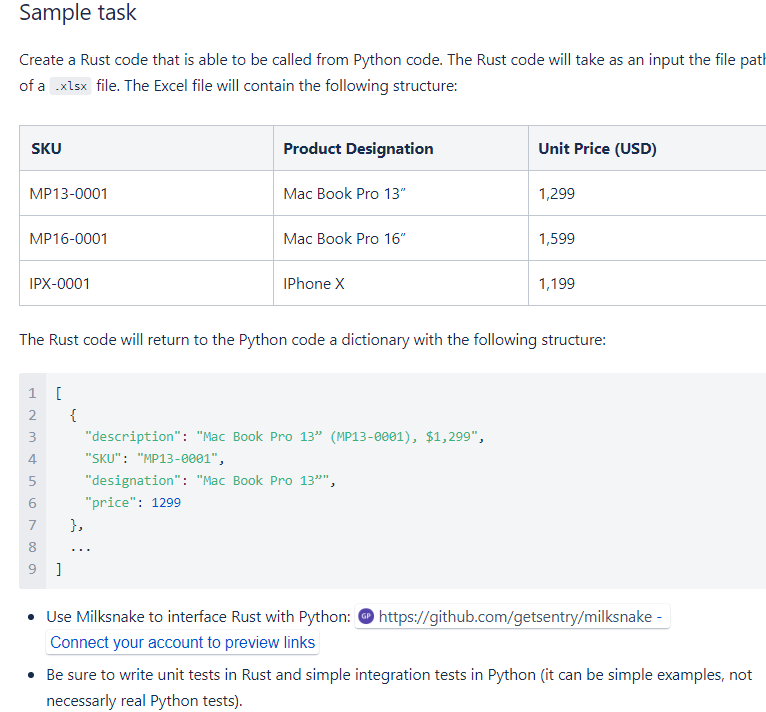 Sample task
Create a Rust code that is able to be called from Python code. The Rust code will take as an input the file path
of a .xlsx file. The Excel file will contain the following structure:
SKU Product Designation Unit Price (USD)
MP13-0001 Mac Book Pro 13” 1,299
MP16-0001 Mac Book Pro 16” 1,599
IPX-0001 IPhone X 1,199
The Rust code will return to the Python code a dictionary with the following structure:
1 [
2 {
3 "description": "Mac Book Pro 13” (MP13-0001), $1,299",
4 "SKU": "MP13-0001",
5 "designation": "Mac Book Pro 13”",
6 "price": 1299
7 },
8 ...
9 ]
• Use Milksnake to interface Rust with Python: GP https://github.com/getsentry/milksnake -
Connect your account to preview links
• Be sure to write unit tests in Rust and simple integration tests in Python (it can be simple examples, not
necessarly real Python tests).